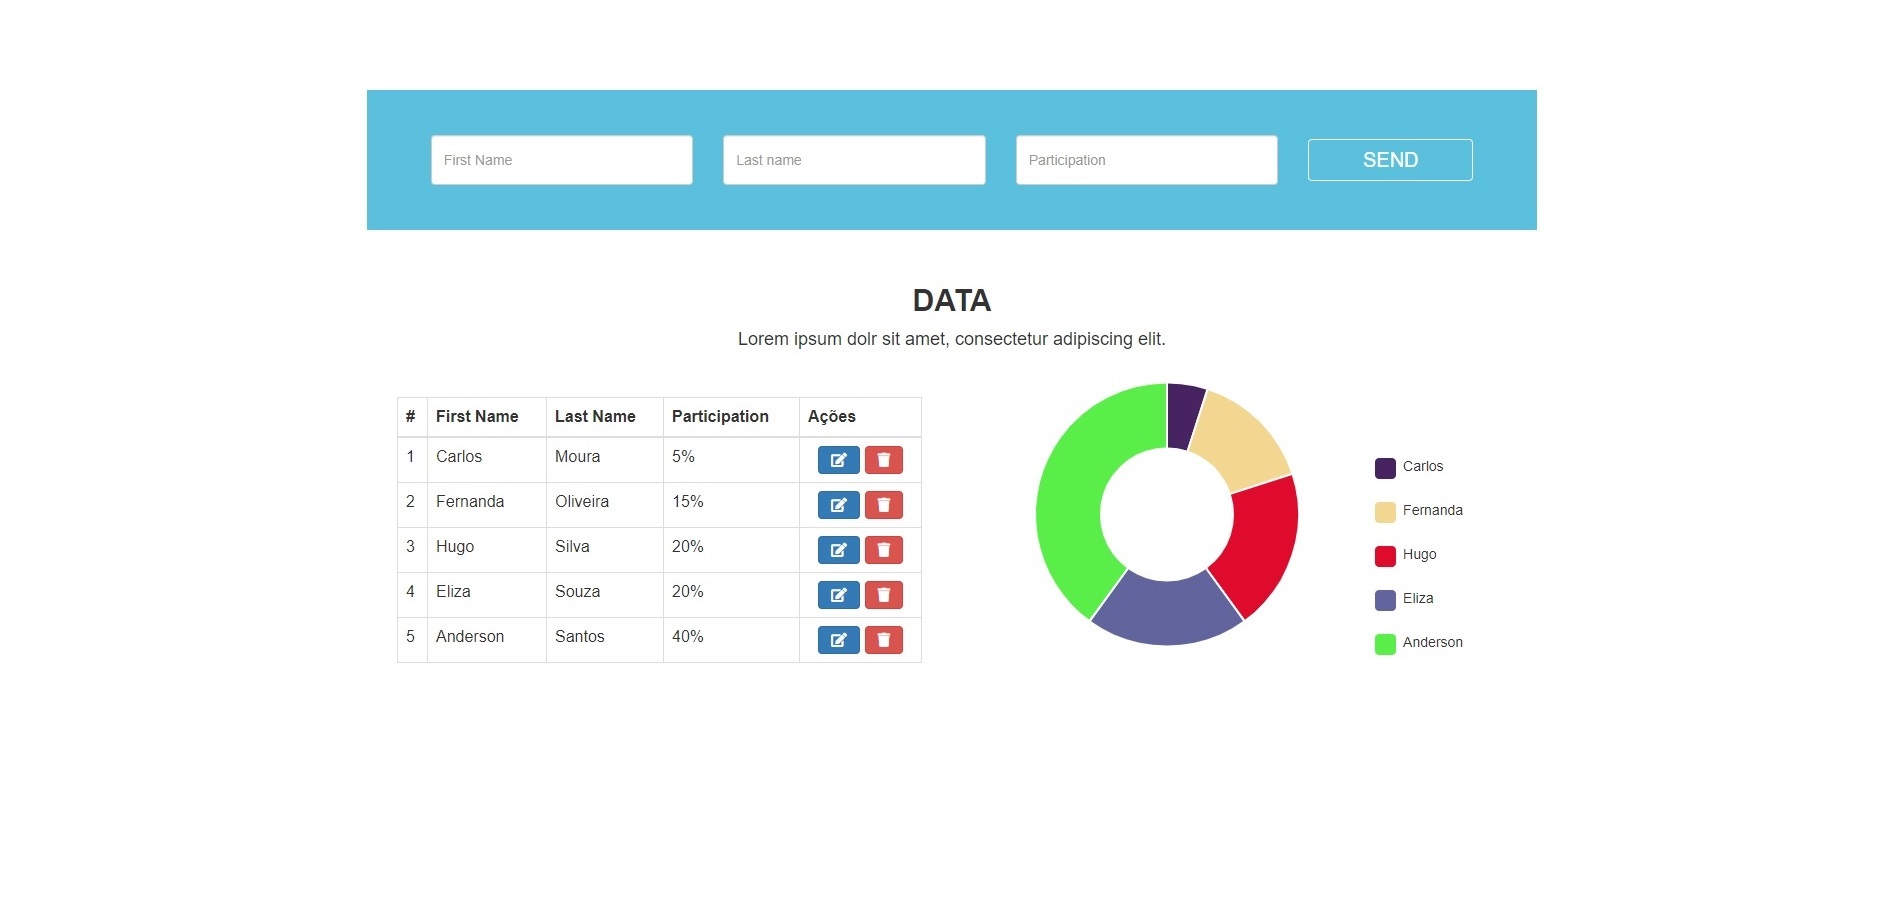 First Name Last name Participation SEND
DATA
Lorem ipsum dolr sit amet, consectetur adipiscing elit.
# First Name Last Name Participation Ações
1 Carlos Moura 5%
2 Fernanda Oliveira 15%
3 Hugo Silva 20%
4 Eliza Souza 20%
5 Anderson Santos 40%
Carlos
Fernanda
Hugo
Eliza
Anderson